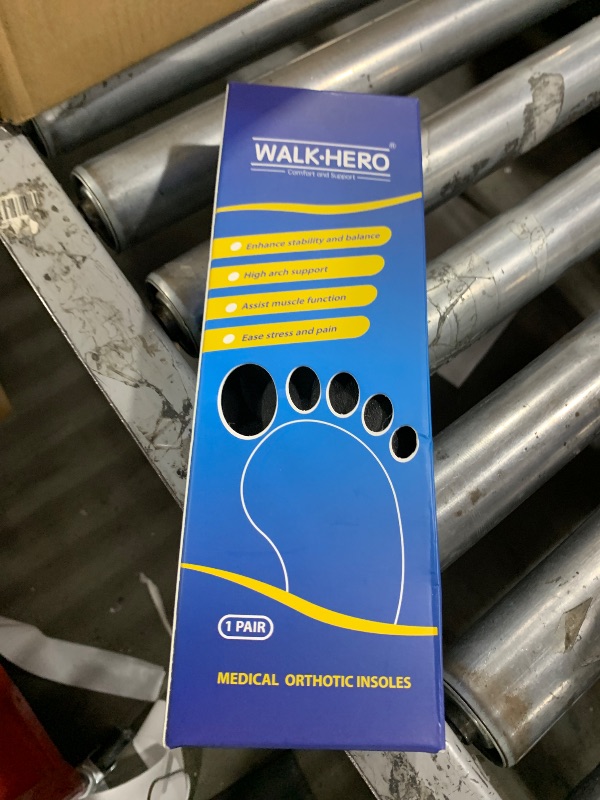 WALK·HERO®
Comfort and Support
Enhance stability and balance
High arch support
Assist muscle function
Ease stress and pain
1 PAIR
MEDICAL ORTHOTIC INSOLES